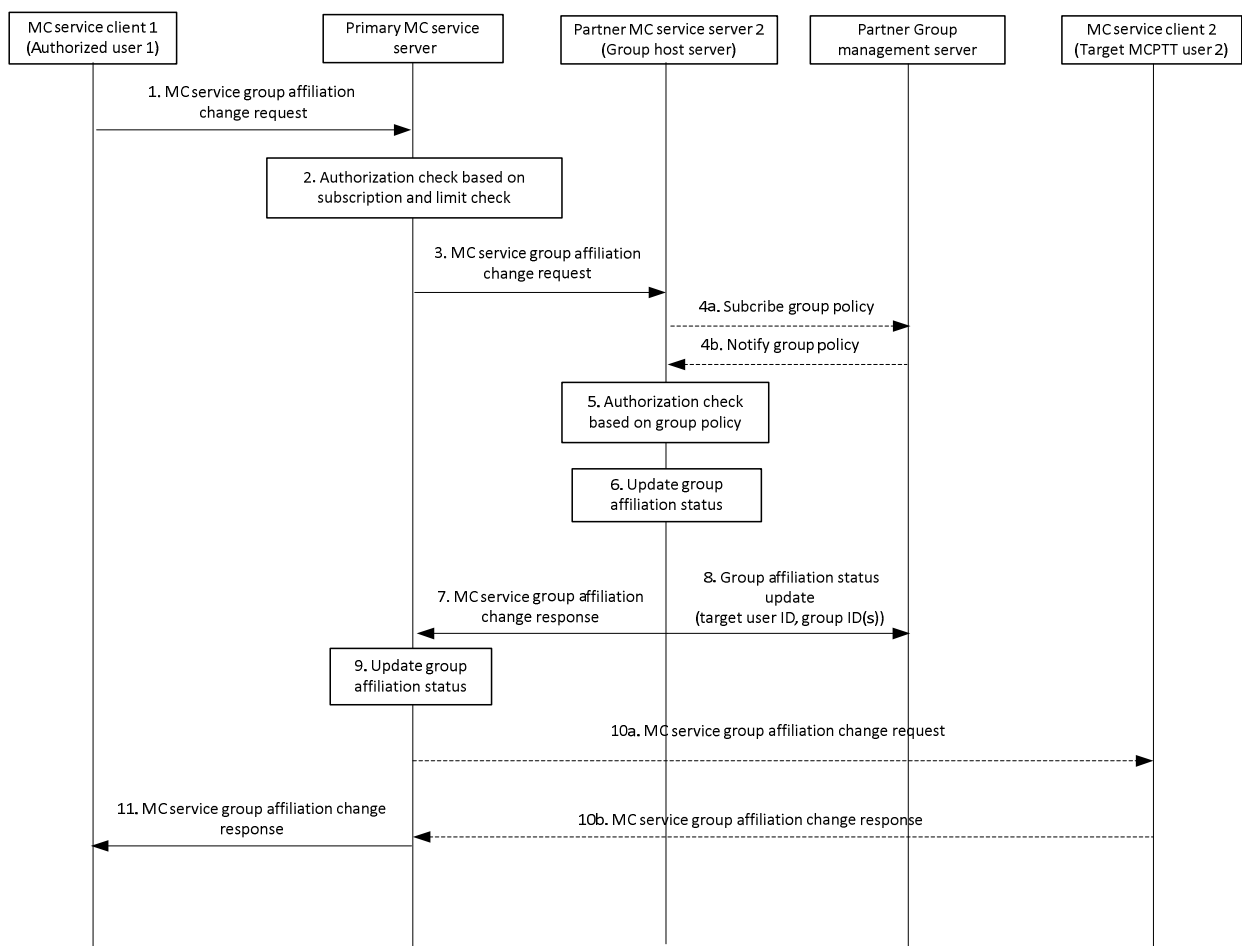 MC service client 1
(Authorized user 1)
Primary MC service
server
Partner MC service server 2
(Group host server)
Partner Group
management server
MC service client 2
(Target MCPTT user 2)
1. MC service group affiliation
change request
2. Authorization check based on
subscription and limit check
3. MC service group affiliation
change request
4a. Subcribe group policy
4b. Notify group policy
5. Authorization check
based on group policy
6. Update group
affiliation status
7. MC service group affiliation
change response
8. Group affiliation status
update
(target user ID, group ID(s))
9. Update group
affiliation status
10a. MC service group affiliation change request
11. MC service group affiliation change
response
10b. MC service group affiliation change response